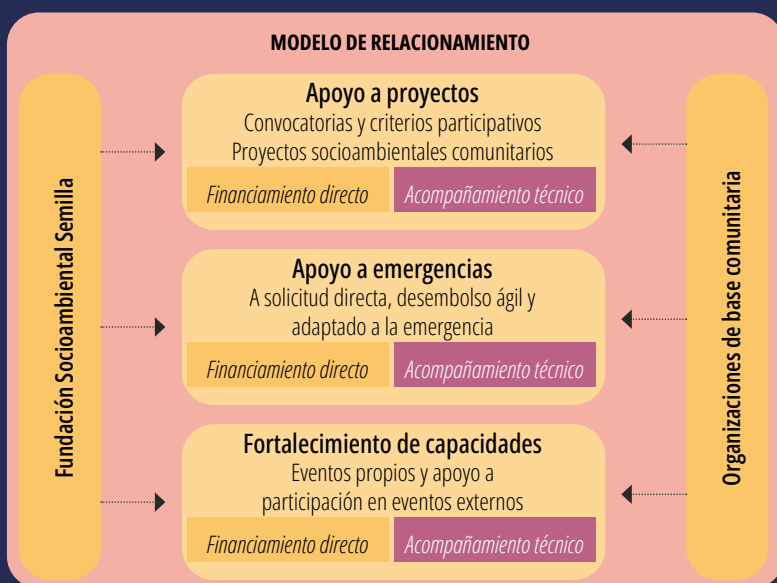 MODELO DE RELACIONAMIENTO
Fundación Socioambiental Semilla
Apoyo a proyectos
Convocatorias y criterios participativos
Proyectos socioambientales comunitarios
Financiamiento directo
Acompañamiento técnico
Apoyo a emergencias
A solicitud directa, desembolso ágil y
adaptado a la emergencia
Financiamiento directo
Acompañamiento técnico
Fortalecimiento de capacidades
Eventos propios y apoyo a
participación en eventos externos
Financiamiento directo
Acompañamiento técnico
Organizaciones de base comunitaria